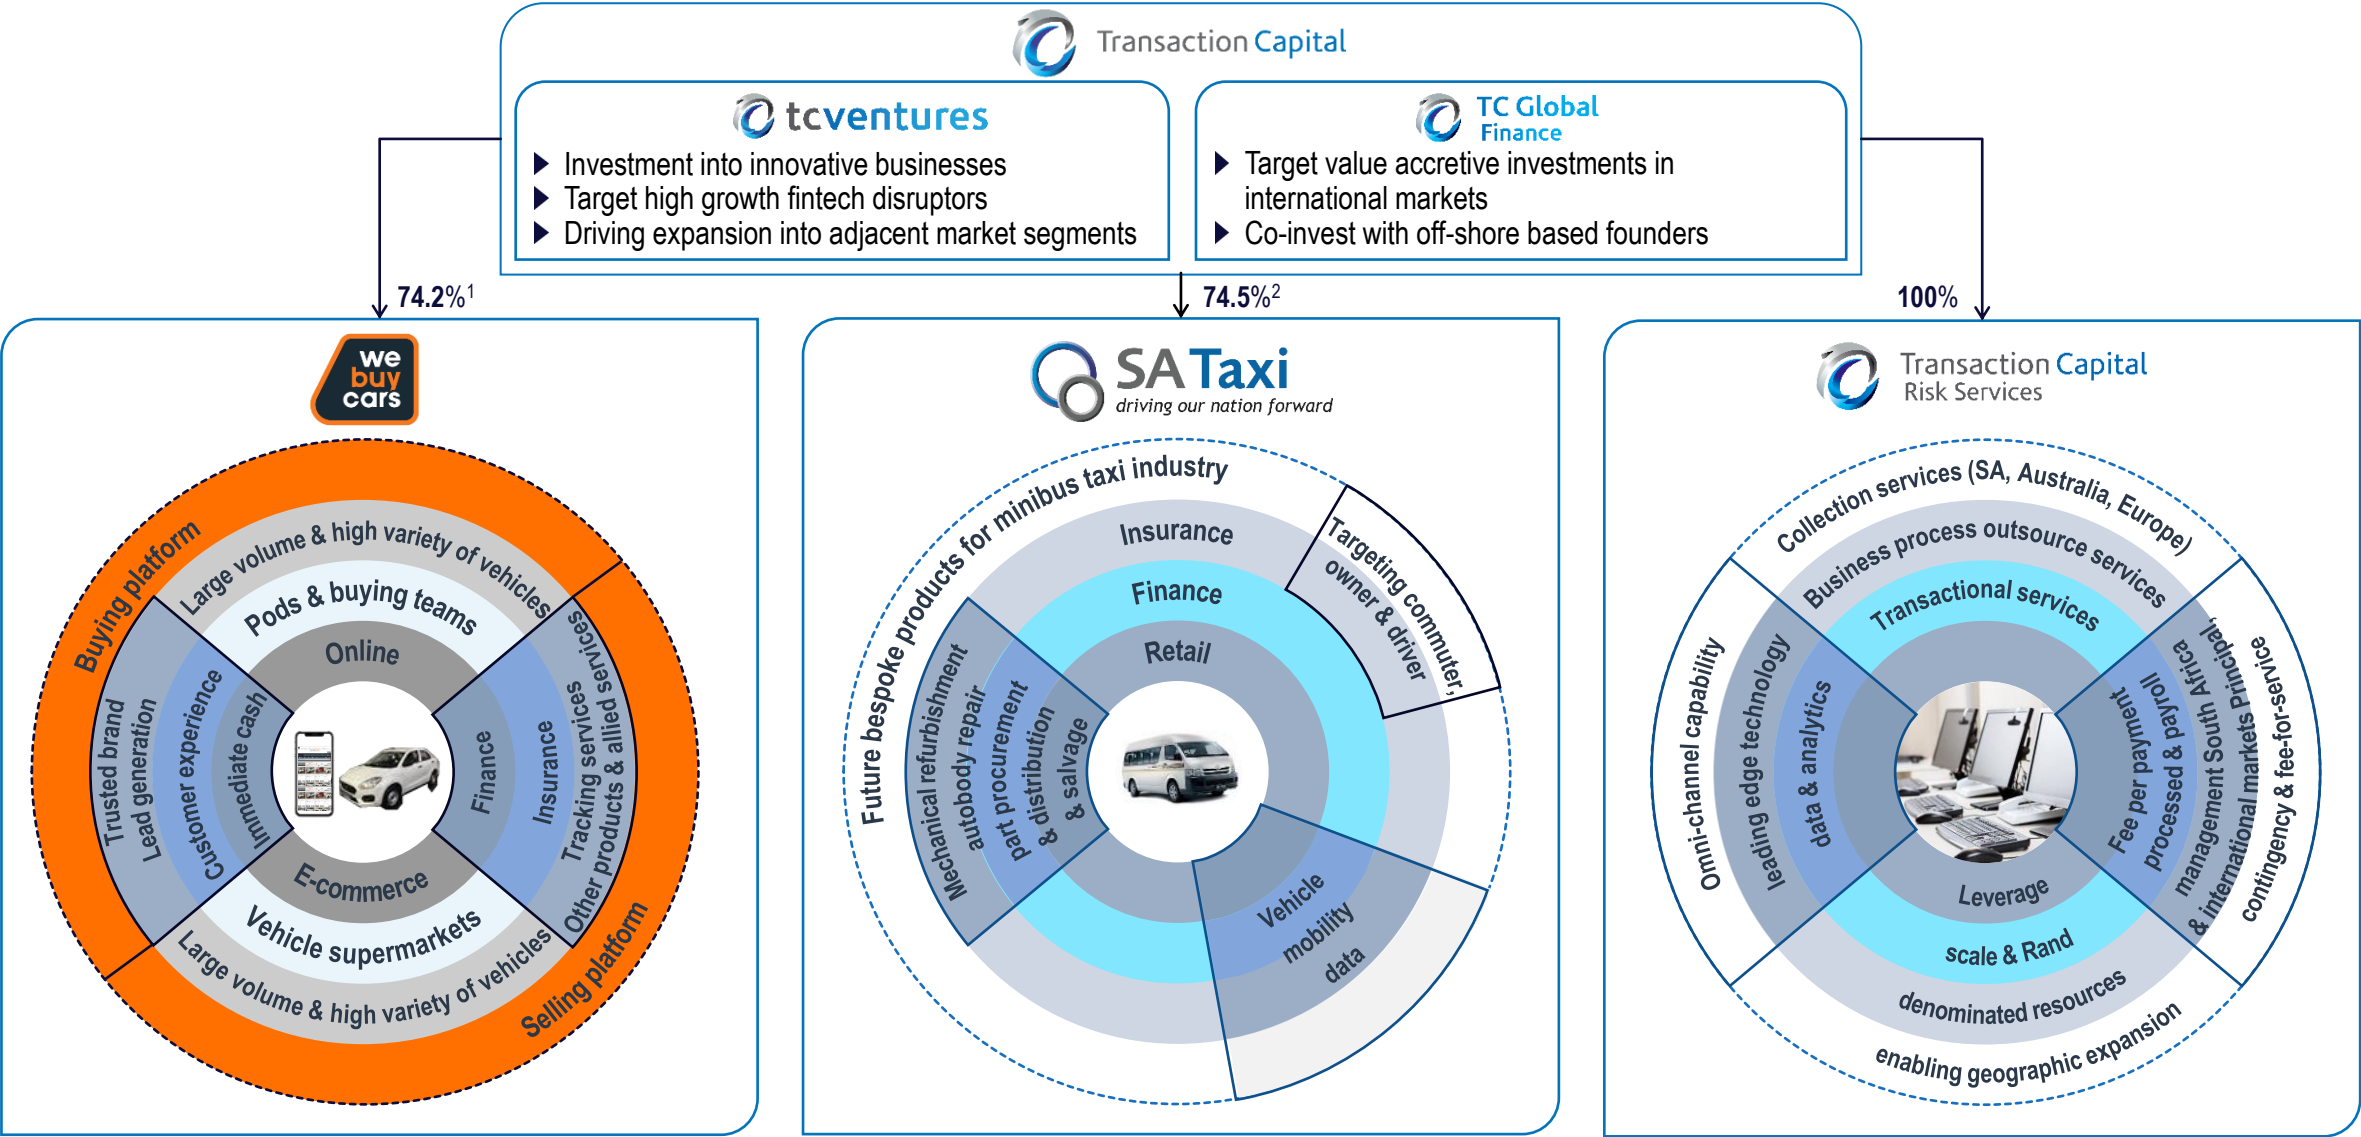 Transaction Capital
tcventures
Investment into innovative businesses
Target high growth fintech disruptors
Driving expansion into adjacent market segments
TC Global
Finance
Target value accretive investments in
international markets
Co-invest with off-shore based founders
74.2%1
74.5%2
100%
we
buy
cars
Buying platform
Large volume & high variety of vehicles
Pods & buying teams
Online
Trusted brand
Lead generation
Customer experience
Immediate cash
Finance
Insurance
Tracking services
Other products & allied services
E-commerce
Vehicle supermarkets
Large volume & high variety of vehicles
Selling platform
SA Taxi
driving our nation forward
Future bespoke products for minibus taxi industry
Insurance
Finance
Retail
Targeting commuter,
owner & driver
Mechanical refurbishment
autobody repair
part procurement
& distribution
& salvage
Vehicle
mobility
data
Transaction Capital
Risk Services
Collection services (SA, Australia, Europe)
Business process outsource services
Transactional services
Omni-channel capability
leading edge technology
data & analytics
Fee per payment
processed & payroll
management South Africa
& international markets Principal,
contingency & fee-for-service
Leverage
scale & Rand
denominated resources
enabling geographic expansion